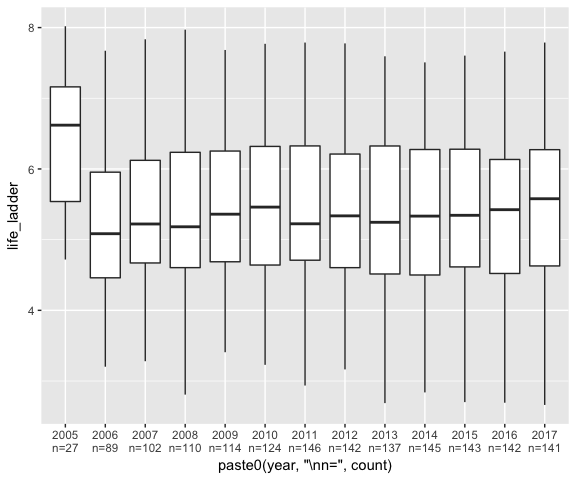 8
6
4
life_ladder
2005 2006 2007 2008 2009 2010 2011 2012 2013 2014 2015 2016 2017
n=27 n=89 n=102 n=110 n=114 n=124 n=146 n=142 n=137 n=145 n=143 n=142 n=141
paste0(year, "\nn=", count)